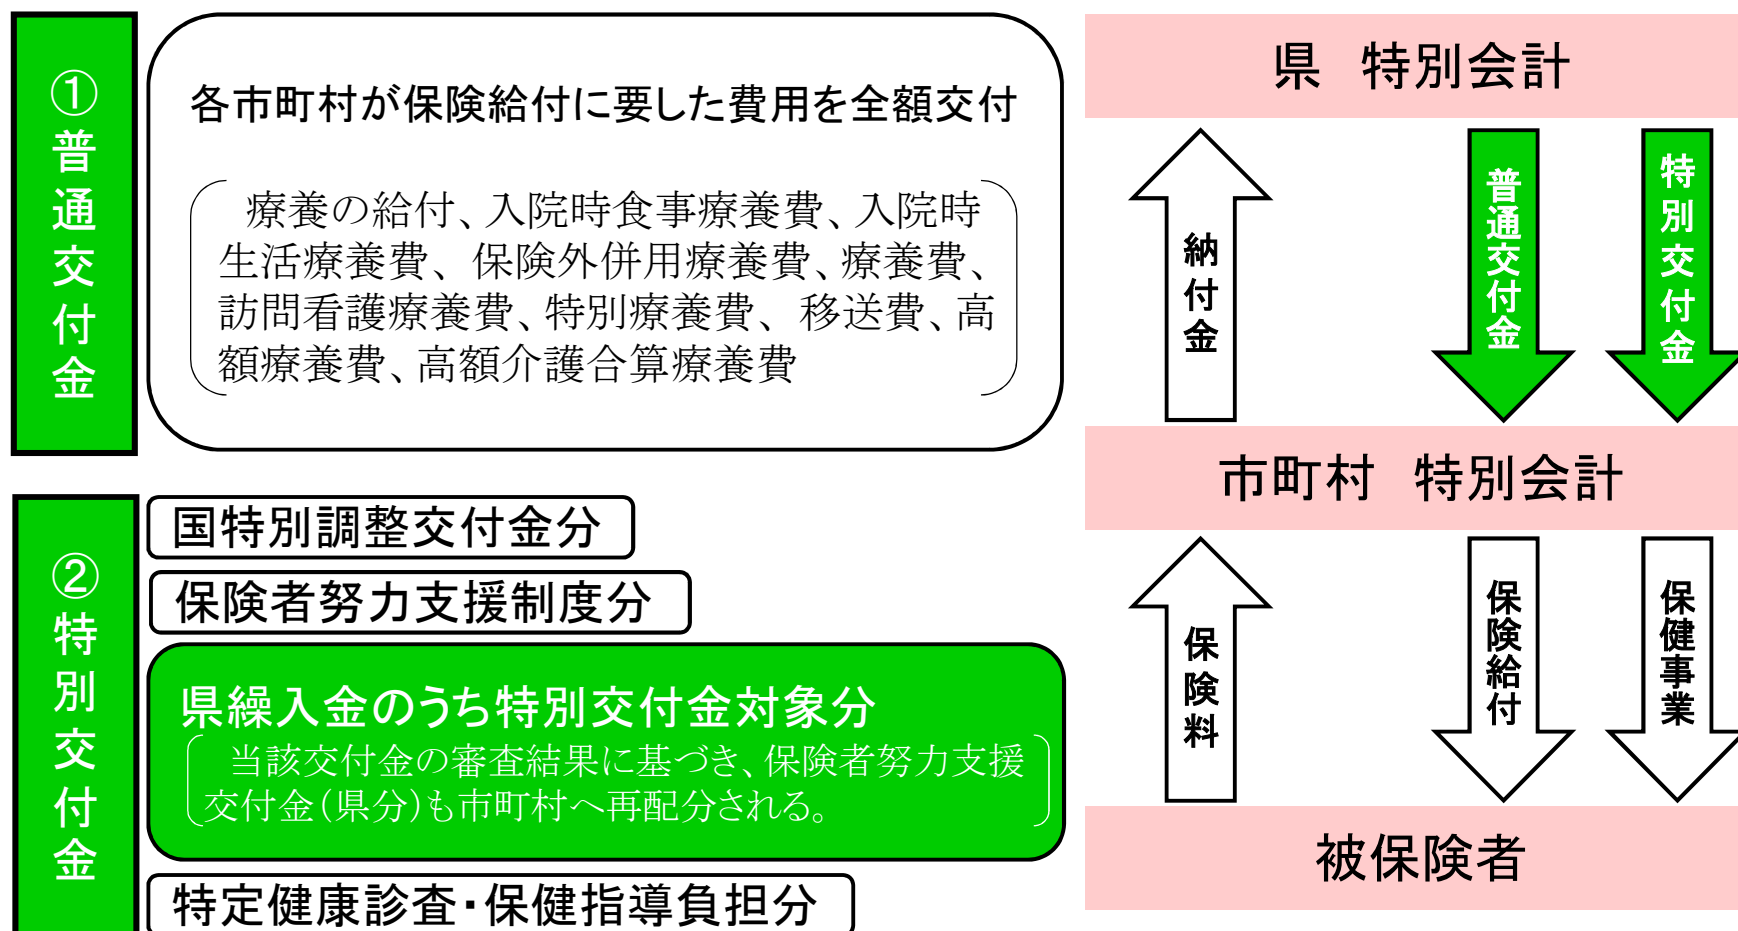 ①普通交付金
各市町村が保険給付に要した費用を全額交付
療養の給付、入院時食事療養費、入院時
生活療養費、保険外併用療養費、療養費、
訪問看護療養費、特別療養費、移送費、高
額療養費、高額介護合算療養費
②特別交付金
国特別調整交付金分
保険者努力支援制度分
県繰入金のうち特別交付金対象分
当該交付金の審査結果に基づき、保険者努力支援
交付金(県分)も市町村へ再配分される。
特定健康診査・保健指導負担分
県　特別会計
納付金
普通交付金
特別交付金
市町村　特別会計
保険料
保険給付
保健事業
被保険者